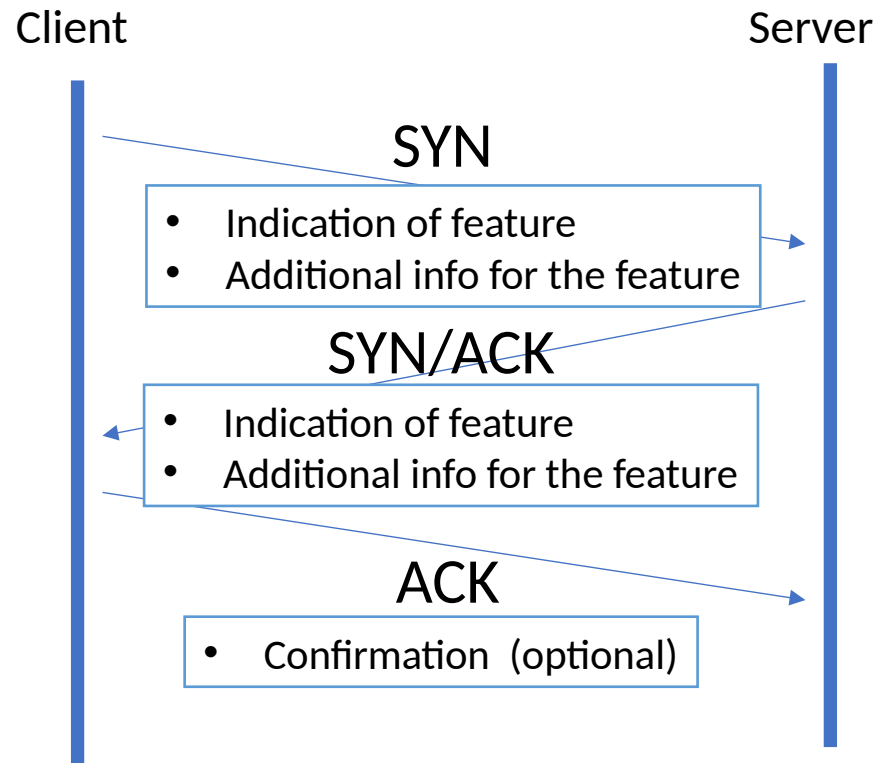 Client
Server
SYN
• Indication of feature
• Additional info for the feature
SYN/ACK
• Indication of feature
• Additional info for the feature
ACK
• Confirmation (optional)